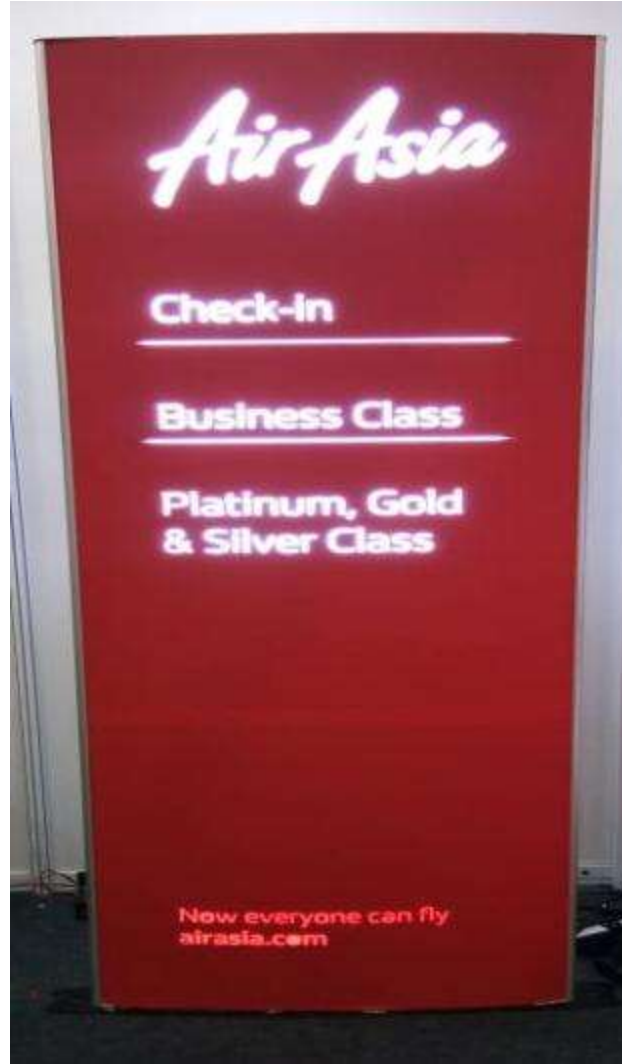 AirAsia
Check-in
Business Class
Platinum, Gold
& Silver Class
Now everyone can fly
airasia.com